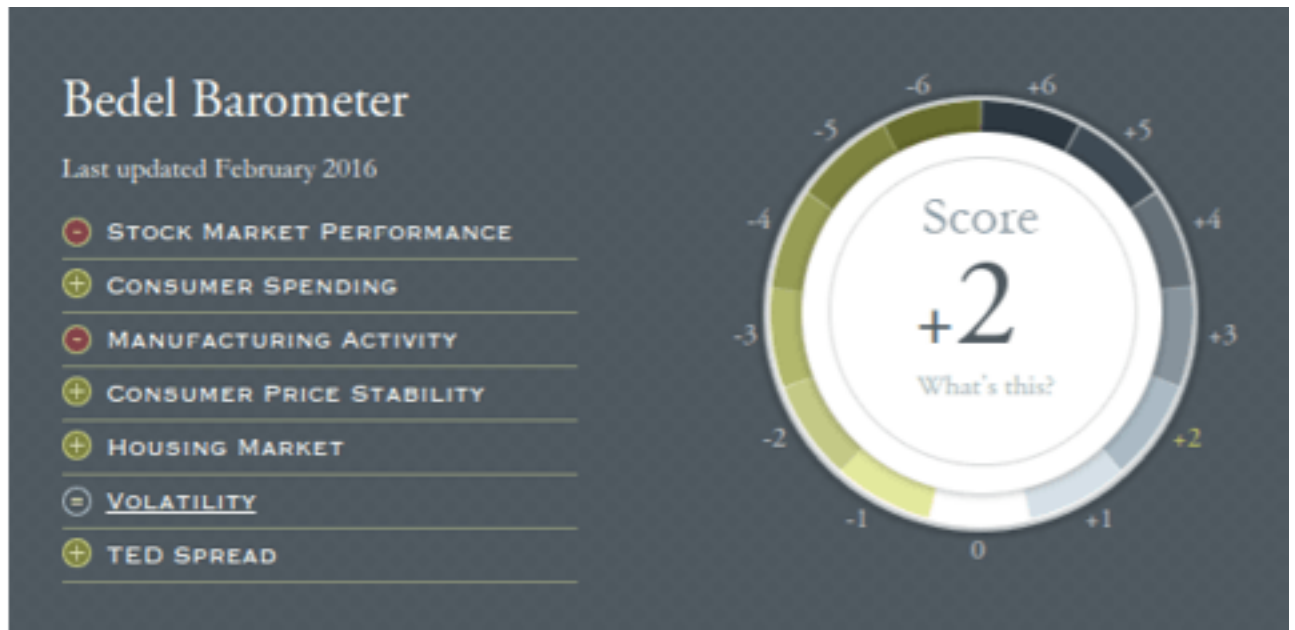 Bedel Barometer
Last updated February 2016
- STOCK MARKET PERFORMANCE
+ CONSUMER SPENDING
- MANUFACTURING ACTIVITY
+ CONSUMER PRICE STABILITY
+ HOUSING MARKET
= VOLATILITY
+ TED SPREAD
-6 +6
-5 +5
-4 +4
-3 +3
-2 +2
-1 +1
0
Score
+2
What's this?